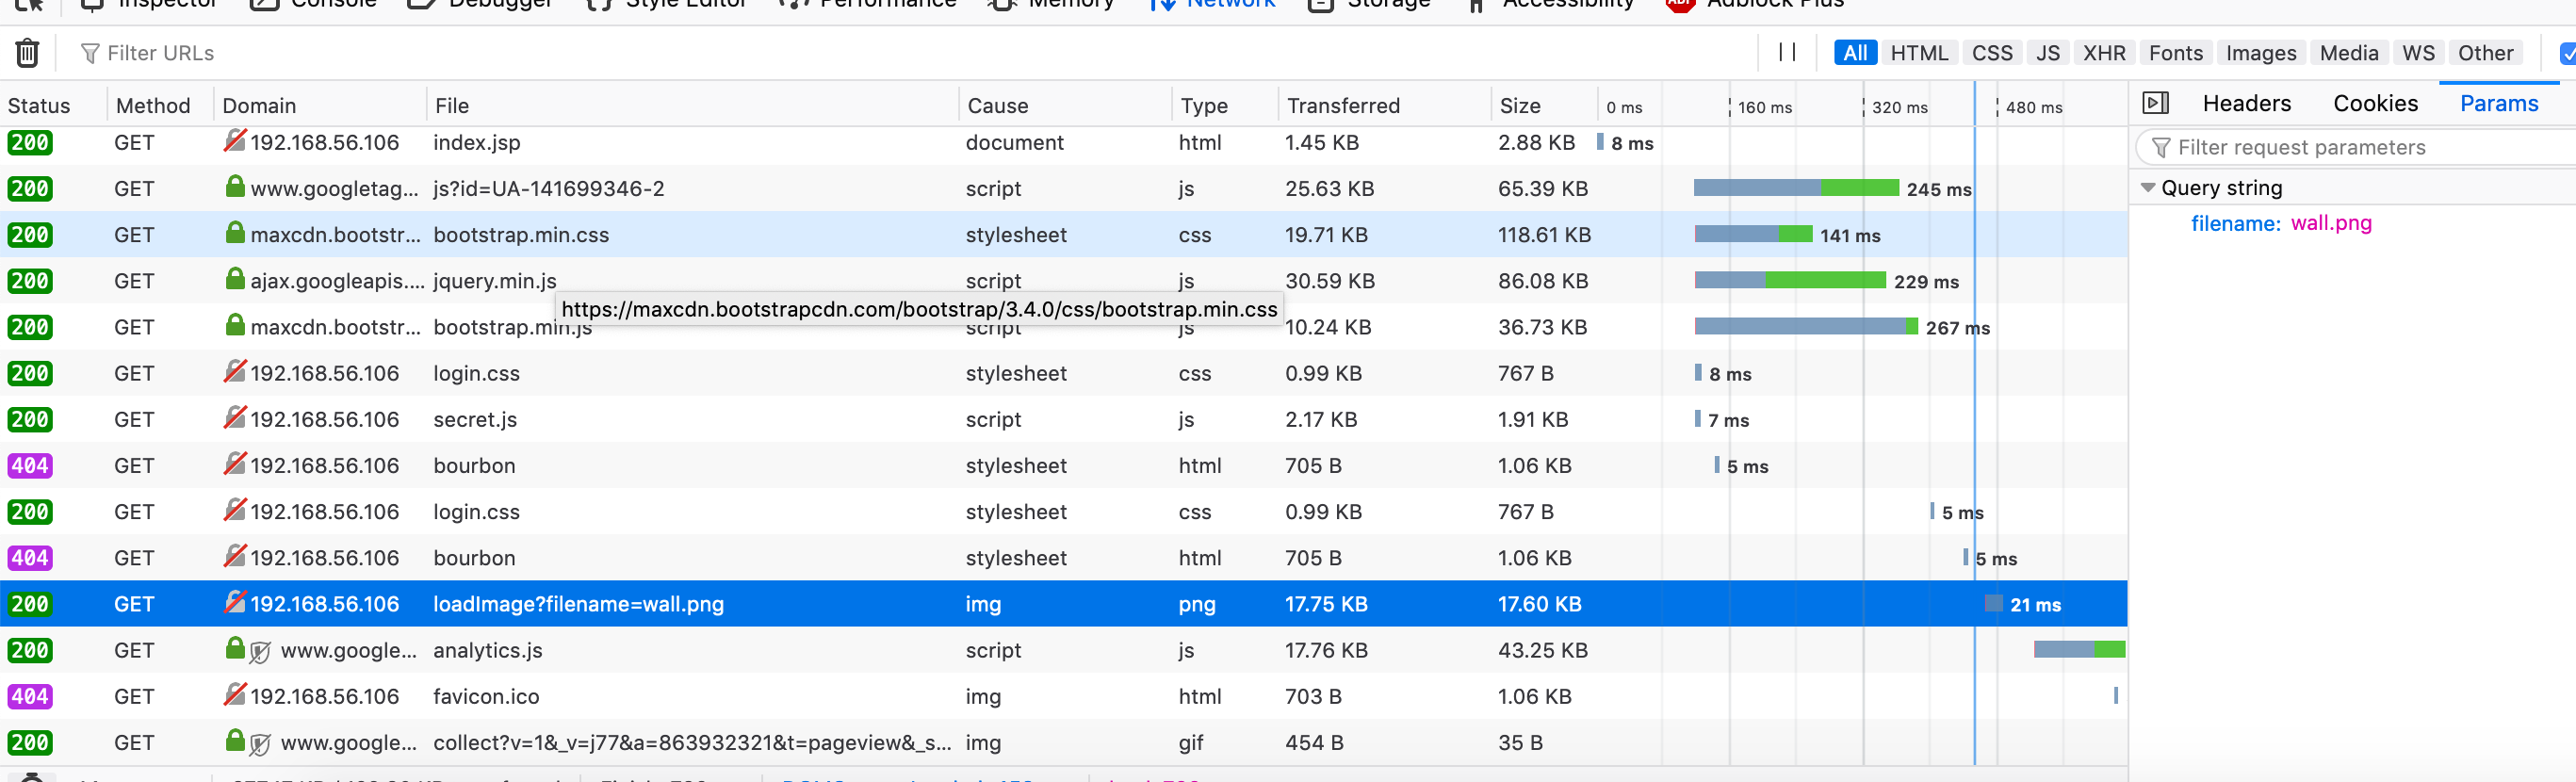 Inspector Console Debugger Style Editor Performance Memory Network Storage Accessibility ABP Adblock Plus
Filter URLs All HTML CSS JS XHR Fonts Images Media WS Other
Status Method Domain File Cause Type Transferred Size 0 ms 160 ms 320 ms 480 ms Headers Cookies Params
200 GET 192.168.56.106 index.jsp document html 1.45 KB 2.88 KB 8 ms Filter request parameters
200 GET www.googletag... js?id=UA-141699346-2 script js 25.63 KB 65.39 KB 245 ms Query string
200 GET maxcdn.bootstr... bootstrap.min.css stylesheet css 19.71 KB 118.61 KB 141 ms filename: wall.png
200 GET ajax.googleapis.... jquery.min.js script js 30.59 KB 86.08 KB 229 ms
https://maxcdn.bootstrapcdn.com/bootstrap/3.4.0/css/bootstrap.min.css
200 GET maxcdn.bootstr... bootstrap.min.js script js 10.24 KB 36.73 KB 267 ms
200 GET 192.168.56.106 login.css stylesheet css 0.99 KB 767 B 8 ms
200 GET 192.168.56.106 secret.js script js 2.17 KB 1.91 KB 7 ms
404 GET 192.168.56.106 bourbon stylesheet html 705 B 1.06 KB 5 ms
200 GET 192.168.56.106 login.css stylesheet css 0.99 KB 767 B 5 ms
404 GET 192.168.56.106 bourbon stylesheet html 705 B 1.06 KB 5 ms
200 GET 192.168.56.106 loadImage?filename=wall.png img png 17.75 KB 17.60 KB 21 ms
200 GET www.google... analytics.js script js 17.76 KB 43.25 KB
404 GET 192.168.56.106 favicon.ico img html 703 B 1.06 KB
200 GET www.google... collect?v=1&_v=j77&a=863932321&t=pageview&_s... img gif 454 B 35 B